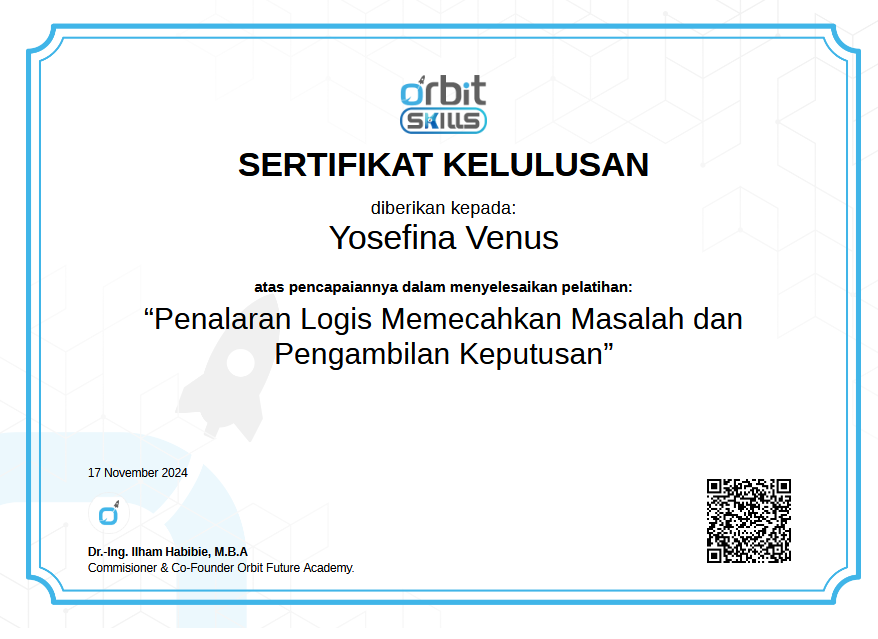 orbit
SKILLS
SERTIFIKAT KELULUSAN
diberikan kepada:
Yosefina Venus
atas pencapaiannya dalam menyelesaikan pelatihan:
“Penalaran Logis Memecahkan Masalah dan
Pengambilan Keputusan”
17 November 2024
Dr.-Ing. Ilham Habibie, M.B.A
Commisioner & Co-Founder Orbit Future Academy.